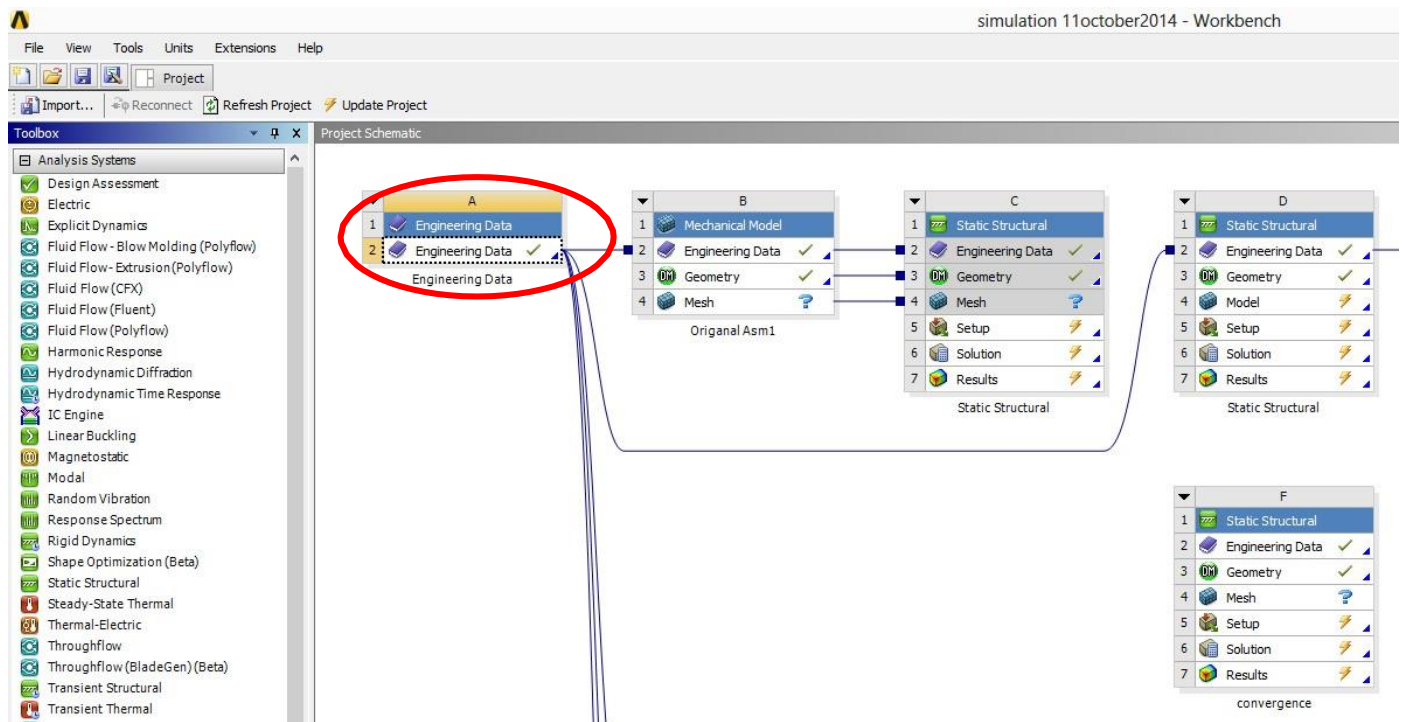 simulation 11october2014 - Workbench
File View Tools Units Extensions Help
Project
Import... Reconnect Refresh Project Update Project
Toolbox
Project Schematic
Analysis Systems
Design Assessment
Electric
Explicit Dynamics
Fluid Flow - Blow Molding (Polyflow)
Fluid Flow- Extrusion (Polyflow)
Fluid Flow (CFX)
Fluid Flow (Fluent)
Fluid Flow (Polyflow)
Harmonic Response
Hydrodynamic Diffraction
Hydrodynamic Time Response
IC Engine
Linear Buckling
Magnetostatic
Modal
Random Vibration
Response Spectrum
Rigid Dynamics
Shape Optimization (Beta)
Static Structural
Steady-State Thermal
Thermal-Electric
Throughflow
Throughflow (BladeGen) (Beta)
Transient Structural
Transient Thermal
A
1 Engineering Data
2 Engineering Data
Engineering Data
B
1 Mechanical Model
2 Engineering Data
3 DM Geometry
4 Mesh ?
Origanal Asm1
C
1 Static Structural
2 Engineering Data
3 DM Geometry
4 Mesh ?
5 Setup
6 Solution
7 Results
Static Structural
D
1 Static Structural
2 Engineering Data
3 DM Geometry
4 Model
5 Setup
6 Solution
7 Results
Static Structural
F
1 Static Structural
2 Engineering Data
3 DM Geometry
4 Mesh ?
5 Setup
6 Solution
7 Results
convergence